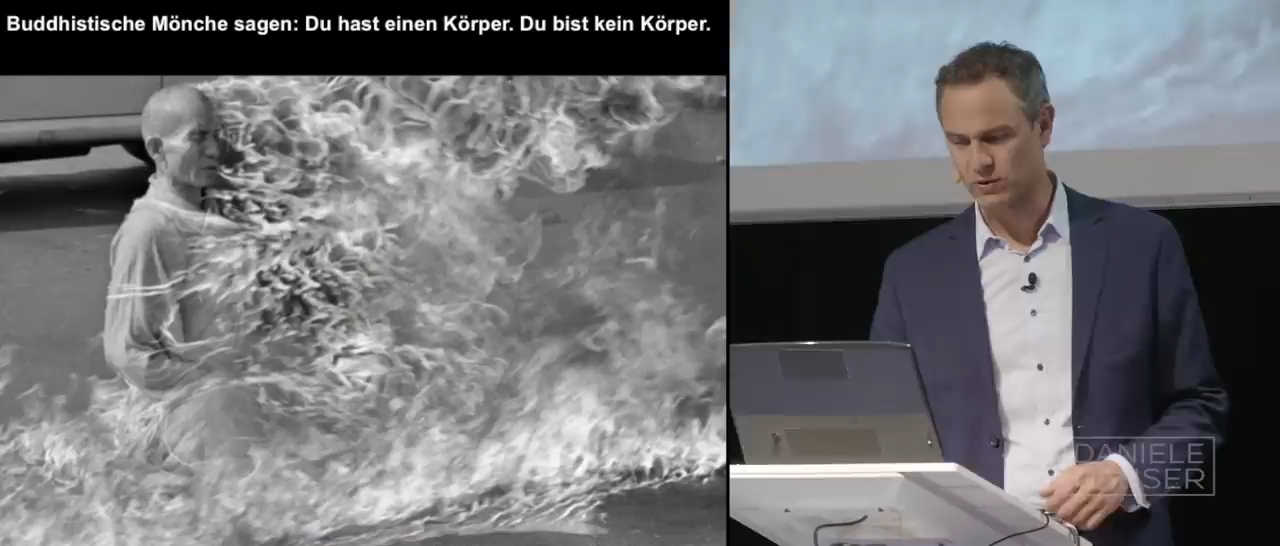 Buddhistische Mönche sagen: Du hast einen Körper. Du bist kein Körper.
DANIELE